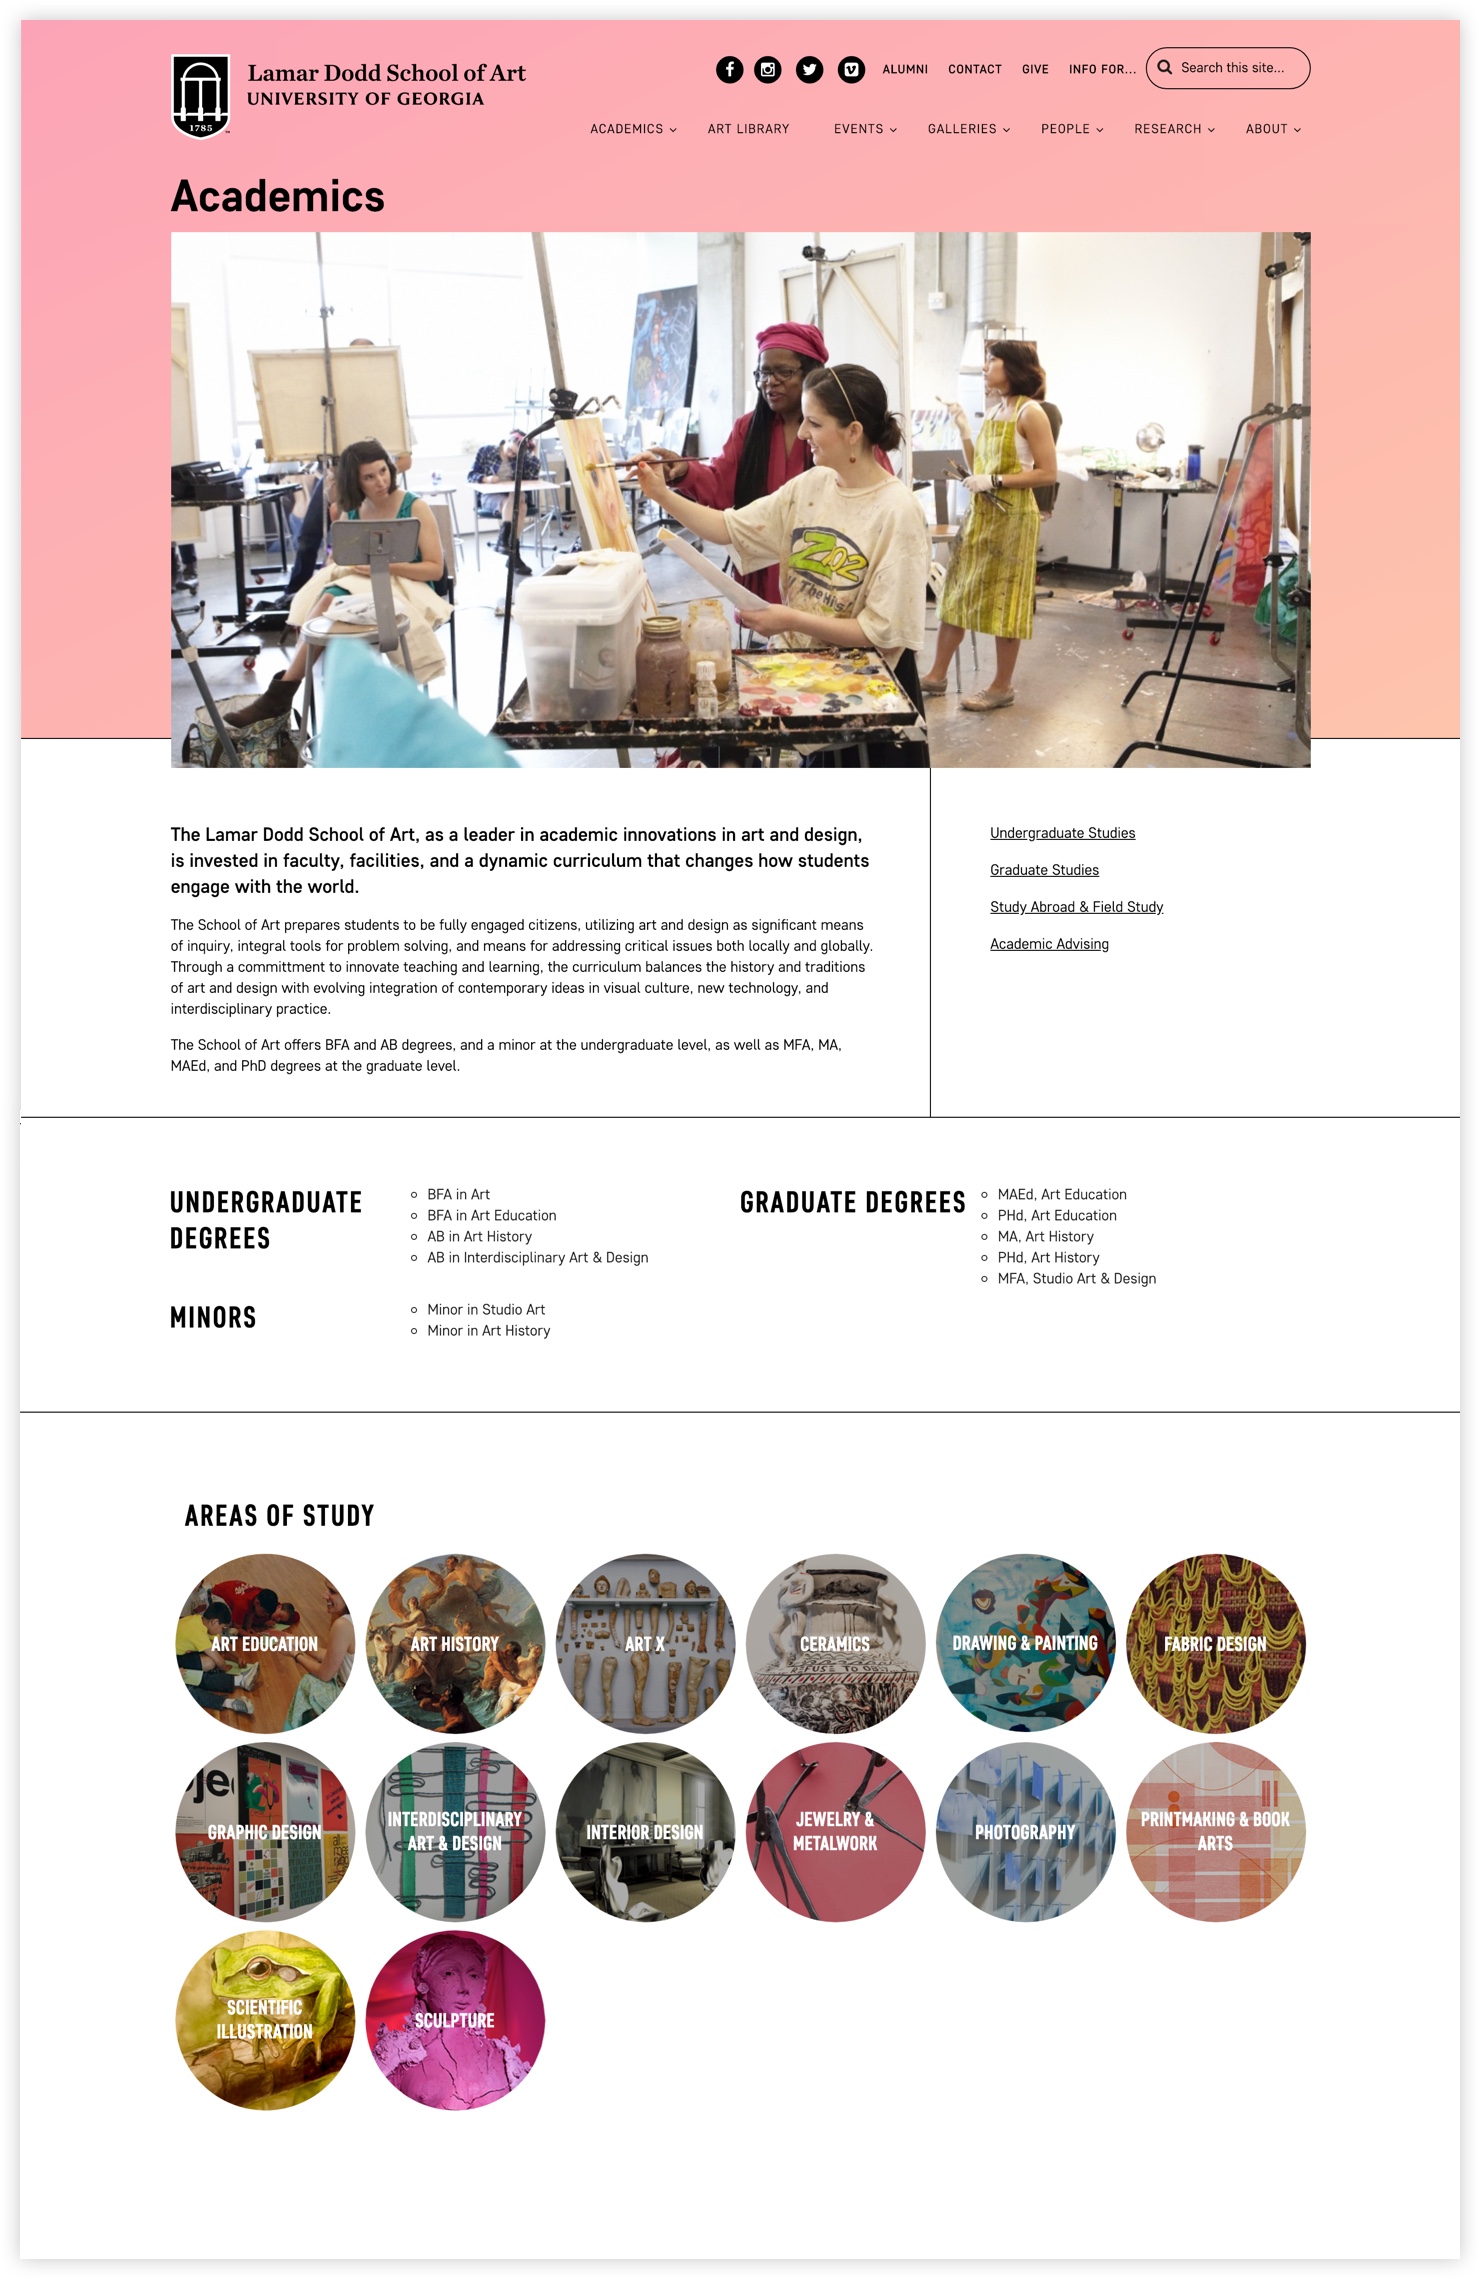 Lamar Dodd School of Art
UNIVERSITY OF GEORGIA
1785
ALUMNI CONTACT GIVE INFO FOR... Search this site...
ACADEMICS ART LIBRARY EVENTS GALLERIES PEOPLE RESEARCH ABOUT
Academics
The Lamar Dodd School of Art, as a leader in academic innovations in art and design,
is invested in faculty, facilities, and a dynamic curriculum that changes how students
engage with the world.
The School of Art prepares students to be fully engaged citizens, utilizing art and design as significant means
of inquiry, integral tools for problem solving, and means for addressing critical issues both locally and globally.
Through a committment to innovate teaching and learning, the curriculum balances the history and traditions
of art and design with evolving integration of contemporary ideas in visual culture, new technology, and
interdisciplinary practice.
The School of Art offers BFA and AB degrees, and a minor at the undergraduate level, as well as MFA, MA,
MAEd, and PhD degrees at the graduate level.
Undergraduate Studies
Graduate Studies
Study Abroad & Field Study
Academic Advising
UNDERGRADUATE
DEGREES
BFA in Art
BFA in Art Education
AB in Art History
AB in Interdisciplinary Art & Design
MINORS
Minor in Studio Art
Minor in Art History
GRADUATE DEGREES
MAEd, Art Education
PHd, Art Education
MA, Art History
PHd, Art History
MFA, Studio Art & Design
AREAS OF STUDY
ART EDUCATION
ART HISTORY
ART X
CERAMICS
DRAWING & PAINTING
FABRIC DESIGN
GRAPHIC DESIGN
INTERDISCIPLINARY
ART & DESIGN
INTERIOR DESIGN
JEWELRY &
METALWORK
PHOTOGRAPHY
PRINTMAKING & BOOK
ARTS
SCIENTIFIC
ILLUSTRATION
SCULPTURE